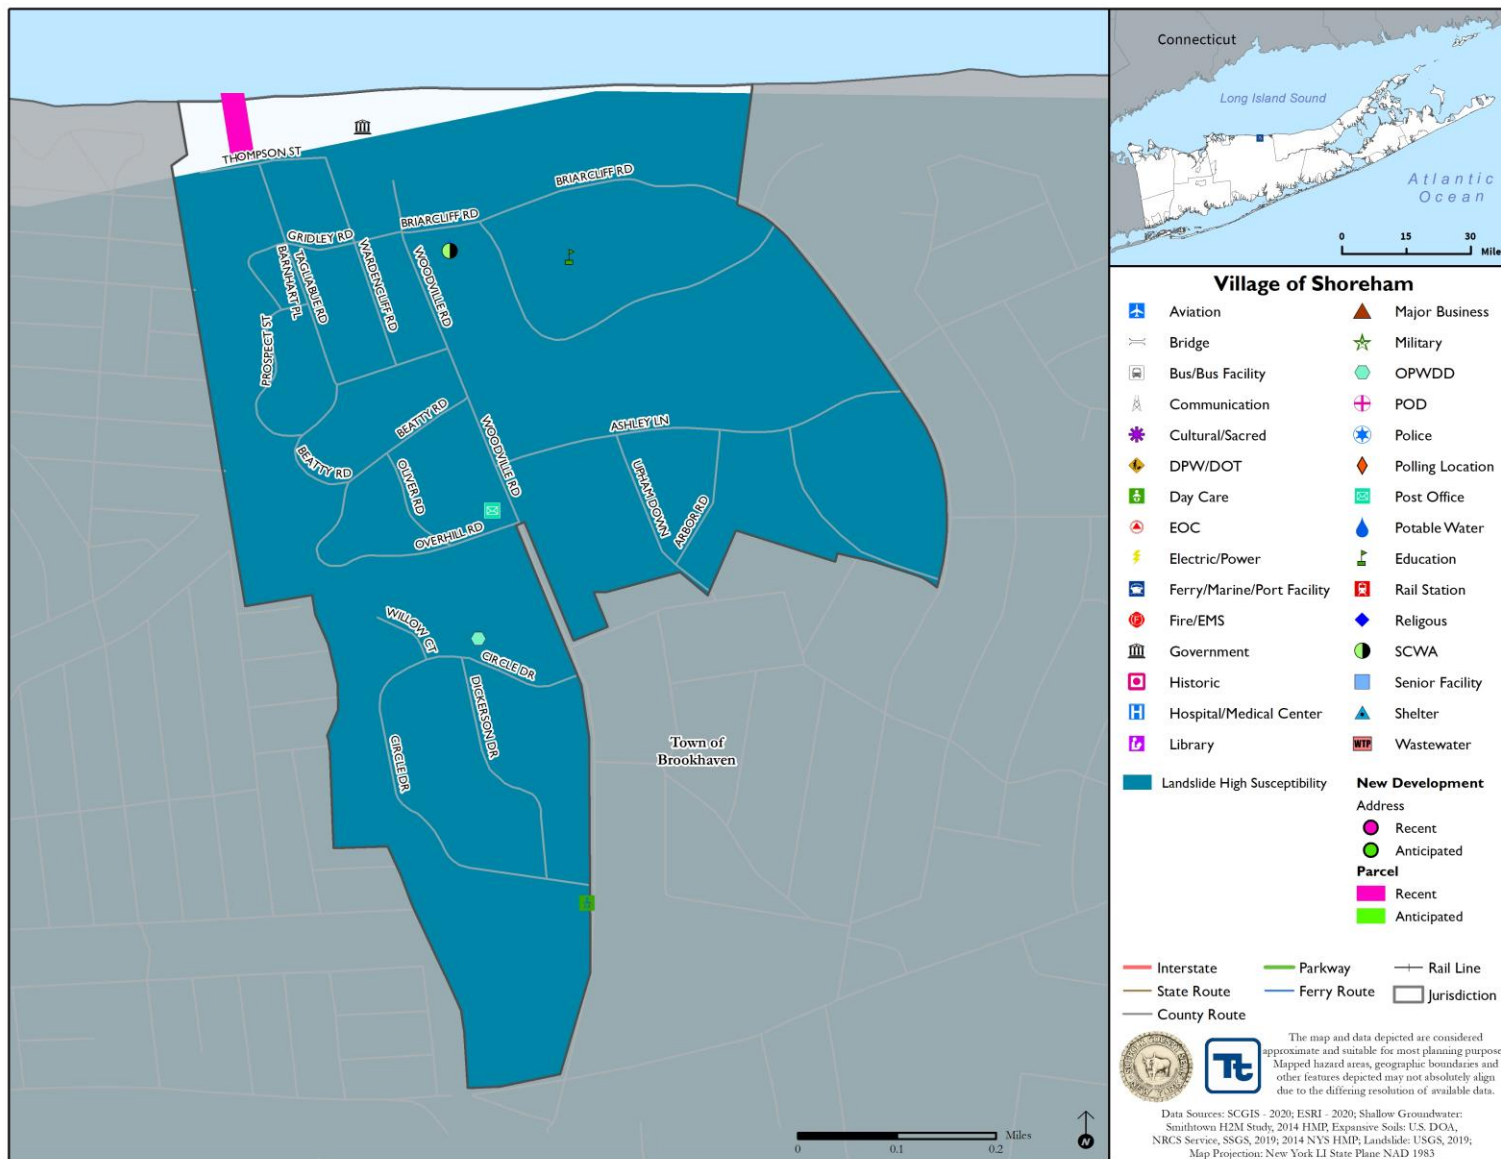 THOMPSON ST
BRIARCLIFF RD
BRIARCLIFF RD
GRIDLEY RD
BARNHART PL
TAGLIABUE RD
WARDENCLIFF RD
WOODVILLE RD
PROSPECT ST
BEATTY RD
BEATTY RD
OLIVER RD
WOODVILLE RD
ASHLEY LN
UPHAM DOWN
ARBOR RD
OVERHILL RD
WILLOW CT
CIRCLE DR
DICKERSON DR
CIRCLE DR
Town of
Brookhaven
0 0.1 0.2 Miles
N
Connecticut
Long Island Sound
Atlantic
Ocean
0 15 30
Mile
Village of Shoreham
Aviation
Bridge
Bus/Bus Facility
Communication
Cultural/Sacred
DPW/DOT
Day Care
EOC
Electric/Power
Ferry/Marine/Port Facility
Fire/EMS
Government
Historic
Hospital/Medical Center
Library
Major Business
Military
OPWDD
POD
Police
Polling Location
Post Office
Potable Water
Education
Rail Station
Religous
SCWA
Senior Facility
Shelter
WTP Wastewater
Landslide High Susceptibility
New Development
Address
Recent
Anticipated
Parcel
Recent
Anticipated
Interstate
State Route
County Route
Parkway
Ferry Route
Rail Line
Jurisdiction
Tt
The map and data depicted are considered
approximate and suitable for most planning purpose
Mapped hazard areas, geographic boundaries and
other features depicted may not absolutely align
due to the differing resolution of available data.
Data Sources: SCGIS - 2020; ESRI - 2020; Shallow Groundwater:
Smithtown H2M Study, 2014 HMP, Expansive Soils: U.S. DOA,
NRCS Service, SSGS, 2019; 2014 NYS HMP; Landslide: USGS, 2019;
Map Projection: New York LI State Plane NAD 1983